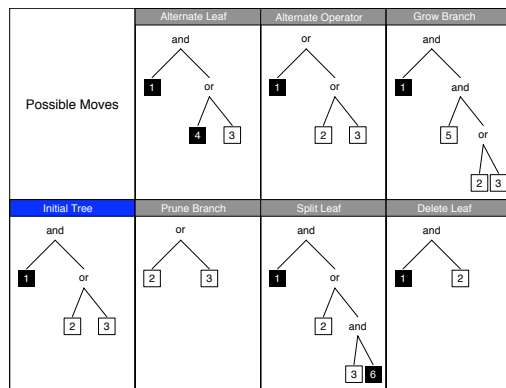 Possible Moves
Alternate Leaf
and
1
or
4 3
Alternate Operator
or
1
or
2 3
Grow Branch
and
1
and
5
or
2 3
Initial Tree
and
1
or
2 3
Prune Branch
or
2 3
Split Leaf
and
1
or
2
and
3 6
Delete Leaf
and
1 2